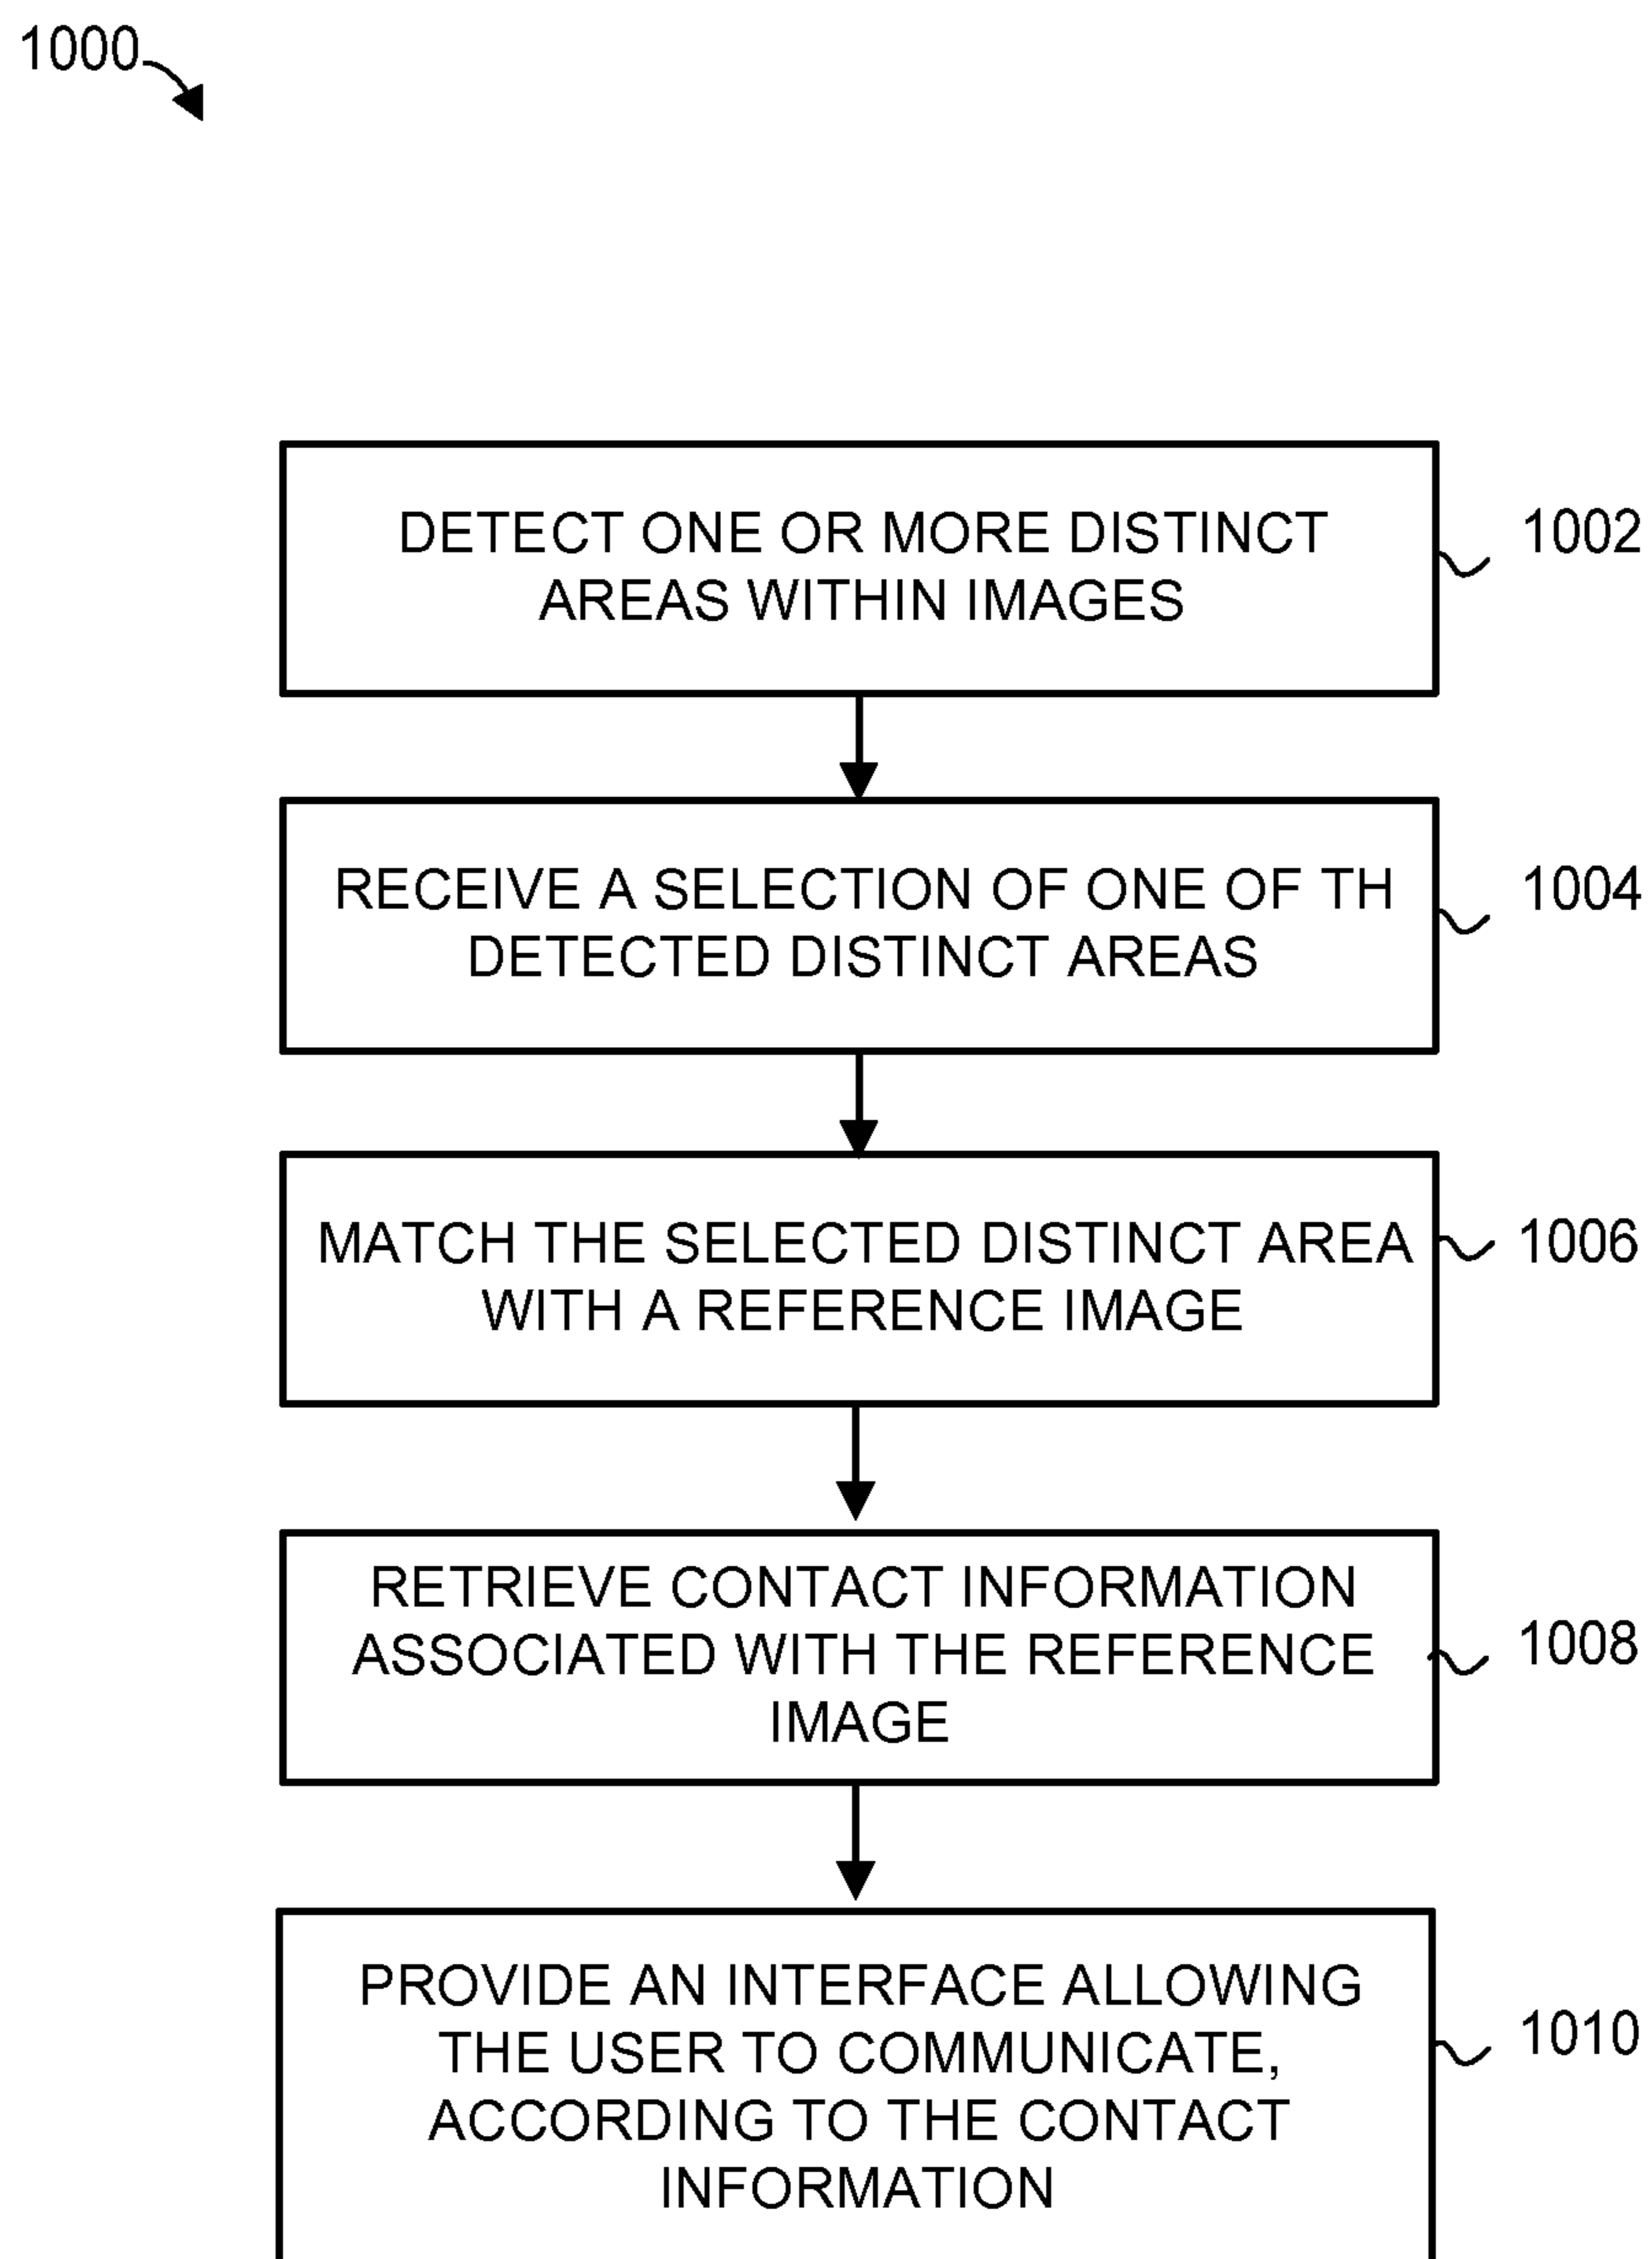 1000
DETECT ONE OR MORE DISTINCT
AREAS WITHIN IMAGES
1002
RECEIVE A SELECTION OF ONE OF TH
DETECTED DISTINCT AREAS
1004
MATCH THE SELECTED DISTINCT AREA
WITH A REFERENCE IMAGE
1006
RETRIEVE CONTACT INFORMATION
ASSOCIATED WITH THE REFERENCE
IMAGE
1008
PROVIDE AN INTERFACE ALLOWING
THE USER TO COMMUNICATE,
ACCORDING TO THE CONTACT
INFORMATION
1010